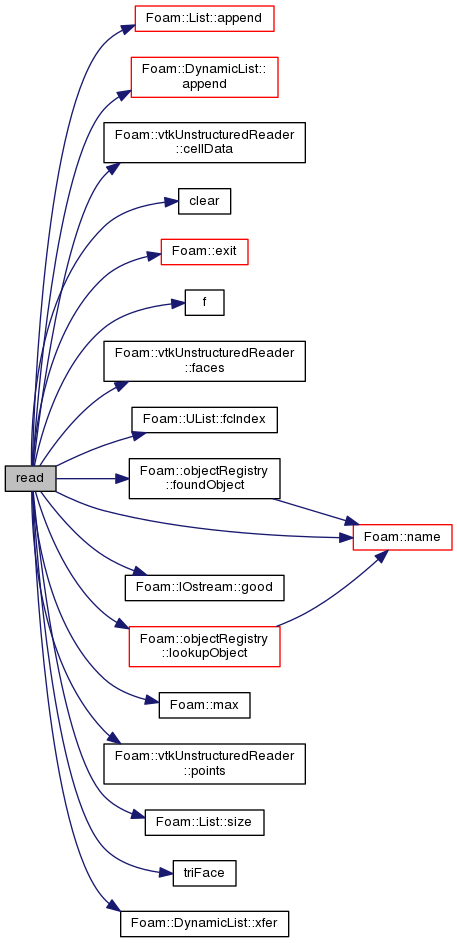 Foam::List::append
Foam::DynamicList::
append
Foam::vtkUnstructuredReader
::cellData
clear
Foam::exit
f
Foam::vtkUnstructuredReader
::faces
Foam::UList::fcIndex
read
Foam::objectRegistry
::foundObject
Foam::name
Foam::IOstream::good
Foam::objectRegistry
::lookupObject
Foam::max
Foam::vtkUnstructuredReader
::points
Foam::List::size
triFace
Foam::DynamicList::xfer